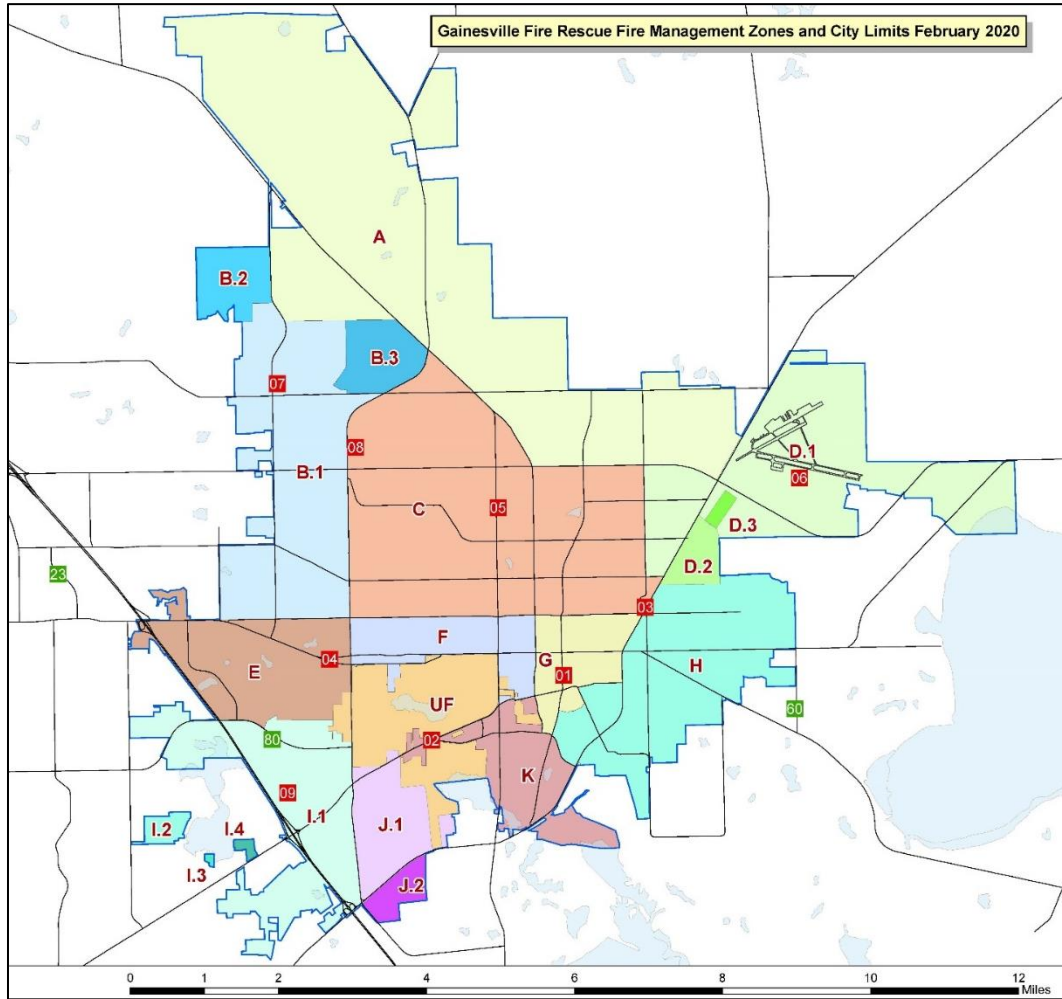 Gainesville Fire Rescue Fire Management Zones and City Limits February 2020
A
B.2
B.3
07
08
B.1
D.1
06
C
05
D.3
D.2
23
03
F
04
E
G
01
H
UF
60
80
02
K
09
I.1
J.1
I.2
I.4
I.3
J.2
0 1 2 4 6 8 10 12
Miles